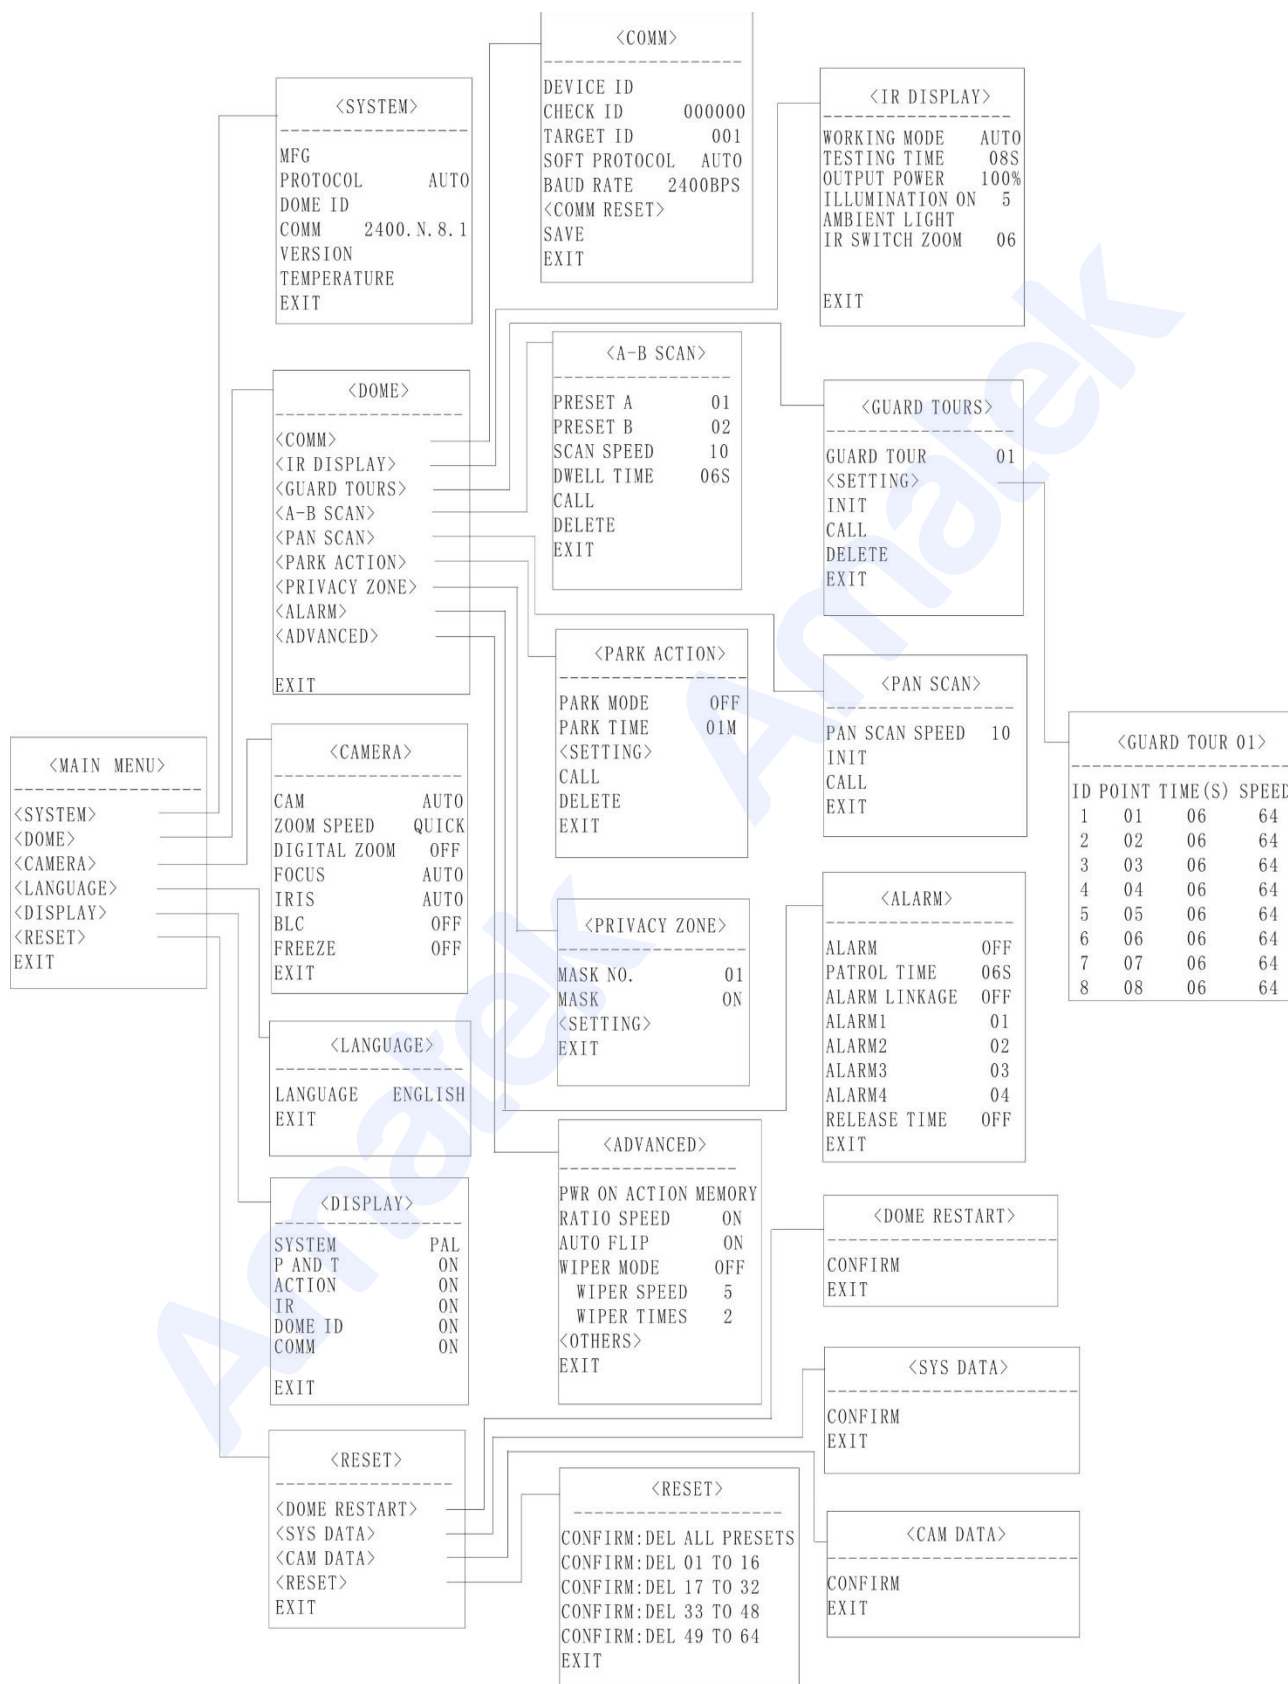 <MAIN MENU>
<SYSTEM>
<DOME>
<CAMERA>
<LANGUAGE>
<DISPLAY>
<RESET>
EXIT
<SYSTEM>
MFG
PROTOCOL AUTO
DOME ID
COMM 2400.N.8.1
VERSION
TEMPERATURE
EXIT
<DOME>
<COMM>
<IR DISPLAY>
<GUARD TOURS>
<A-B SCAN>
<PAN SCAN>
<PARK ACTION>
<PRIVACY ZONE>
<ALARM>
<ADVANCED>
EXIT
<CAMERA>
CAM AUTO
ZOOM SPEED QUICK
DIGITAL ZOOM OFF
FOCUS AUTO
IRIS AUTO
BLC OFF
FREEZE OFF
EXIT
<LANGUAGE>
LANGUAGE ENGLISH
EXIT
<DISPLAY>
SYSTEM PAL
P AND T ON
ACTION ON
IR ON
DOME ID ON
COMM ON
EXIT
<RESET>
<DOME RESTART>
<SYS DATA>
<CAM DATA>
<RESET>
EXIT
<COMM>
DEVICE ID
CHECK ID 000000
TARGET ID 001
SOFT PROTOCOL AUTO
BAUD RATE 2400BPS
<COMM RESET>
SAVE
EXIT
<A-B SCAN>
PRESET A 01
PRESET B 02
SCAN SPEED 10
DWELL TIME 06S
CALL
DELETE
EXIT
<PARK ACTION>
PARK MODE OFF
PARK TIME 01M
<SETTING>
CALL
DELETE
EXIT
<PRIVACY ZONE>
MASK NO. 01
MASK ON
<SETTING>
EXIT
<ADVANCED>
PWR ON ACTION MEMORY
RATIO SPEED ON
AUTO FLIP ON
WIPER MODE OFF
WIPER SPEED 5
WIPER TIMES 2
<OTHERS>
EXIT
<RESET>
CONFIRM:DEL ALL PRESETS
CONFIRM:DEL 01 TO 16
CONFIRM:DEL 17 TO 32
CONFIRM:DEL 33 TO 48
CONFIRM:DEL 49 TO 64
EXIT
<IR DISPLAY>
WORKING MODE AUTO
TESTING TIME 08S
OUTPUT POWER 100%
ILLUMINATION ON 5
AMBIENT LIGHT
IR SWITCH ZOOM 06
EXIT
<GUARD TOURS>
GUARD TOUR 01
<SETTING>
INIT
CALL
DELETE
EXIT
<PAN SCAN>
PAN SCAN SPEED 10
INIT
CALL
EXIT
<ALARM>
ALARM OFF
PATROL TIME 06S
ALARM LINKAGE OFF
ALARM1 01
ALARM2 02
ALARM3 03
ALARM4 04
RELEASE TIME OFF
EXIT
<DOME RESTART>
CONFIRM
EXIT
<SYS DATA>
CONFIRM
EXIT
<CAM DATA>
CONFIRM
EXIT
<GUARD TOUR 01>
ID POINT TIME(S) SPEED
1 01 06 64
2 02 06 64
3 03 06 64
4 04 06 64
5 05 06 64
6 06 06 64
7 07 06 64
8 08 06 64
Amatek
Amatek